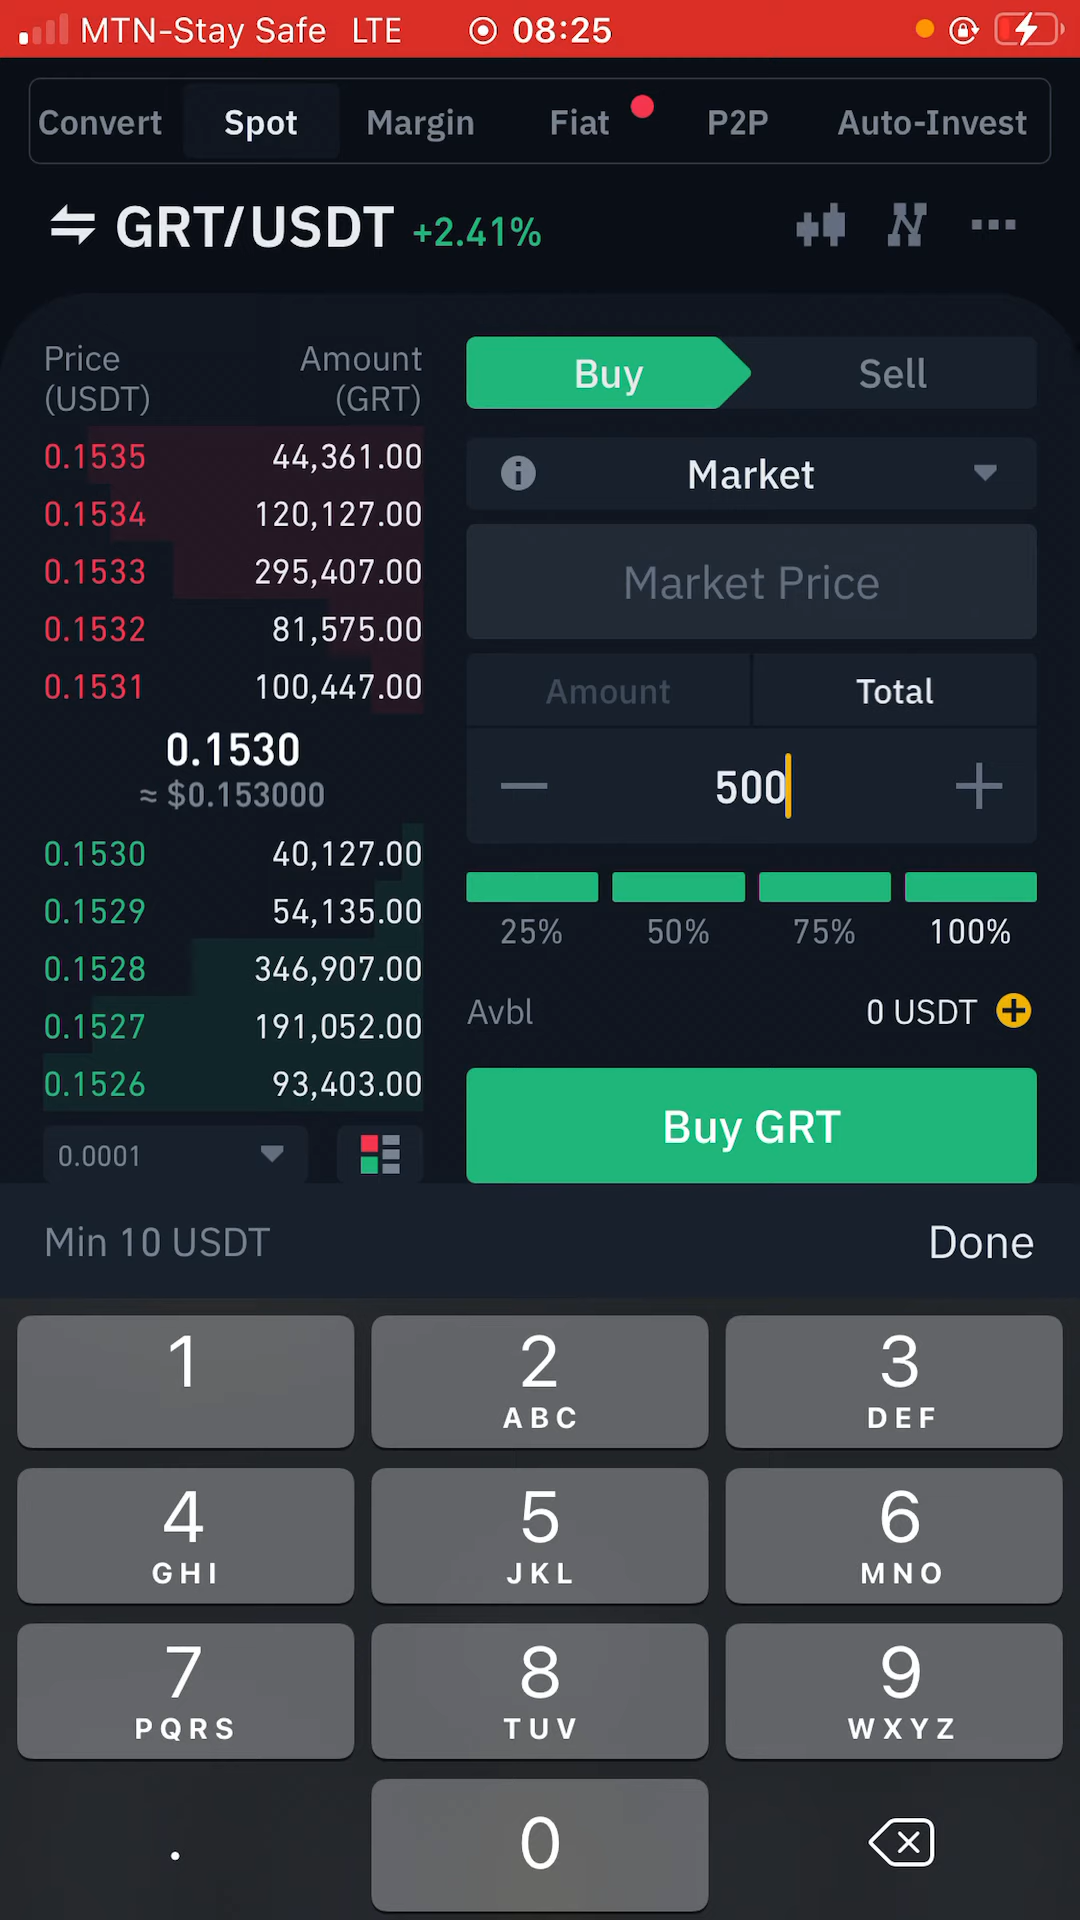 MTN-Stay Safe LTE 08:25
Convert Spot Margin Fiat P2P Auto-Invest
GRT/USDT +2.41%
Price (USDT) Amount (GRT)
0.1535 44,361.00
0.1534 120,127.00
0.1533 295,407.00
0.1532 81,575.00
0.1531 100,447.00
0.1530
≈ $0.153000
0.1530 40,127.00
0.1529 54,135.00
0.1528 346,907.00
0.1527 191,052.00
0.1526 93,403.00
0.0001
Buy Sell
Market
Market Price
Amount Total
500
25% 50% 75% 100%
Avbl 0 USDT
Buy GRT
Min 10 USDT Done
1 2 3
ABC DEF
4 5 6
GHI JKL MNO
7 8 9
PQRS TUV WXYZ
. 0